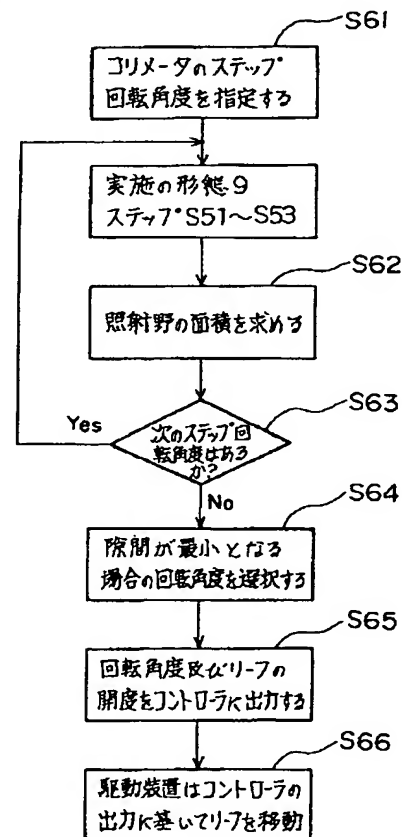 S61
コリメータのステップ
回転角度を指定する
実施の形態9
ステップS51~S53
S62
照射野の面積を求める
S63
Yes
次のステップ回
転角度はある
か?
No
S64
隙間が最小となる
場合の回転角度を選択する
S65
回転角度及びリーフの
開度をコントローラに出力する
S66
駆動装置はコントローラの
出力に基いてリーフを移動